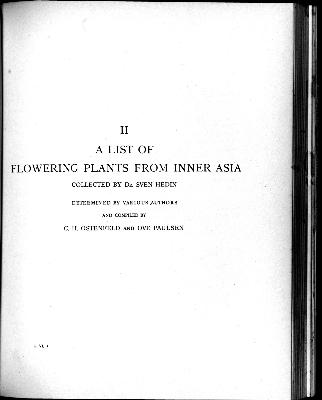 II
A LIST OF
FLOWERING PLANTS FROM INNER ASIA
COLLECTED BY Dr. SVEN HEDIN
DETERMINED BY VARIOUS AUTHORS
AND COMPILED BY
C. H. OSTENFELD AND OVE PAULSEN